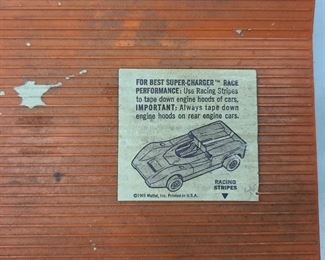 FOR BEST SUPER-CHARGER™ RACE
PERFORMANCE: Use Racing Stripes
to tape down engine hoods of cars.
IMPORTANT: Always tape down
engine hoods on rear engine cars.
RACING
STRIPES
©1969 Mattel, Inc. Printed in U.S.A.